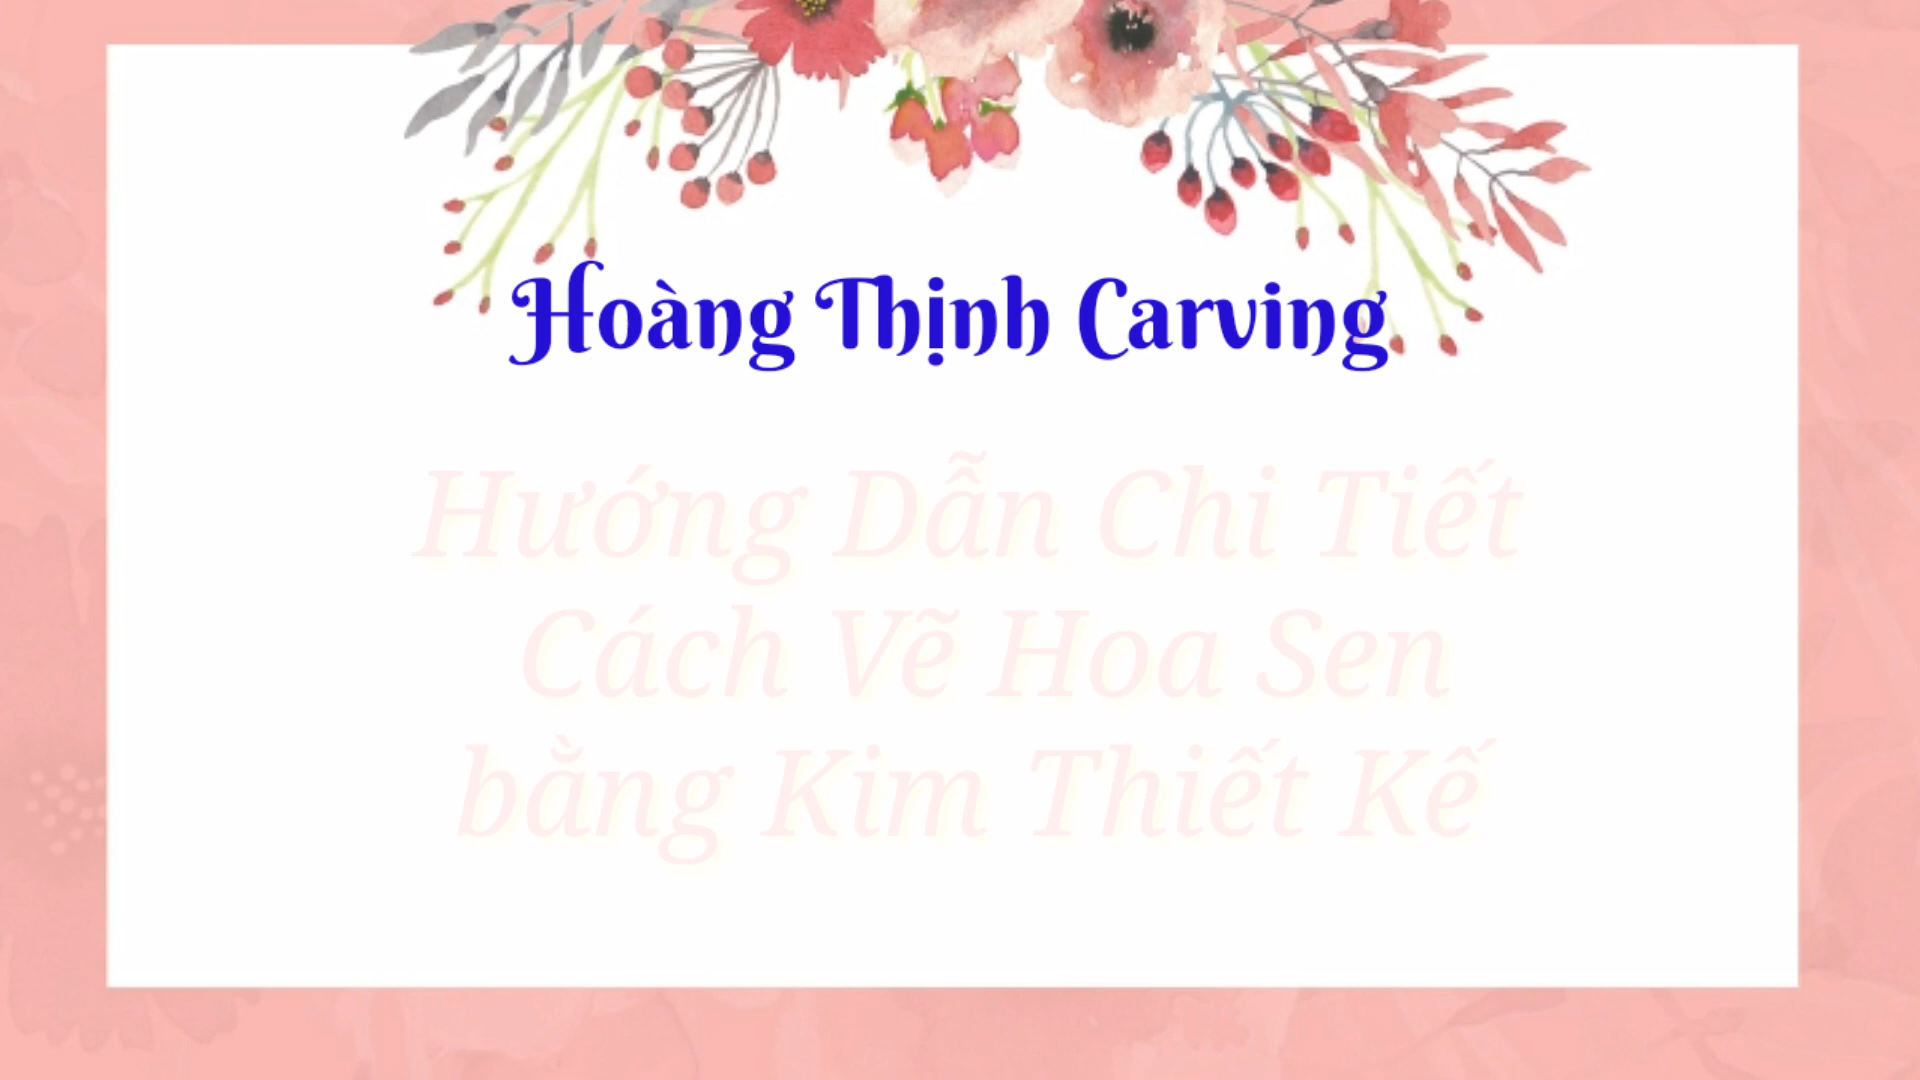 Hoàng Thịnh Carving
Hướng Dẫn Chi Tiết
Cách Vẽ Hoa Sen
bằng Kim Thiết Kế